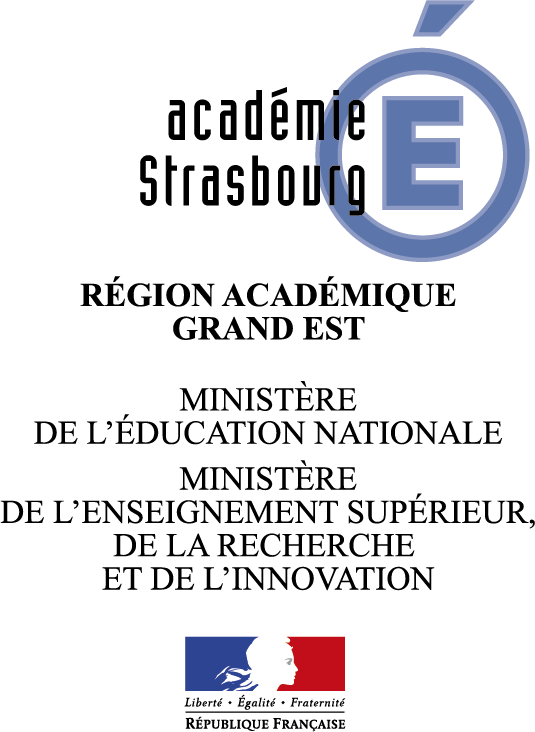 académie
Strasbourg
É
RÉGION ACADÉMIQUE
GRAND EST
MINISTÈRE
DE L’ÉDUCATION NATIONALE
MINISTÈRE
DE L’ENSEIGNEMENT SUPÉRIEUR,
DE LA RECHERCHE
ET DE L’INNOVATION
Liberté • Égalité • Fraternité
RÉPUBLIQUE FRANÇAISE